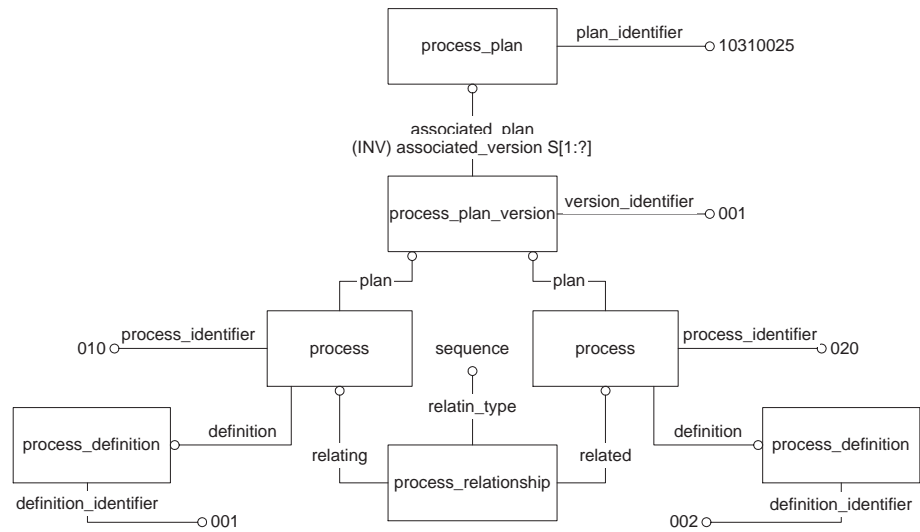 process_plan
plan_identifier
10310025
associated_plan
(INV) associated_version S[1:?]
process_plan_version
version_identifier
001
plan
plan
process_identifier
010
process
sequence
process
process_identifier
020
relatin_type
process_definition
definition
relating
process_relationship
related
definition
process_definition
definition_identifier
001
002
definition_identifier